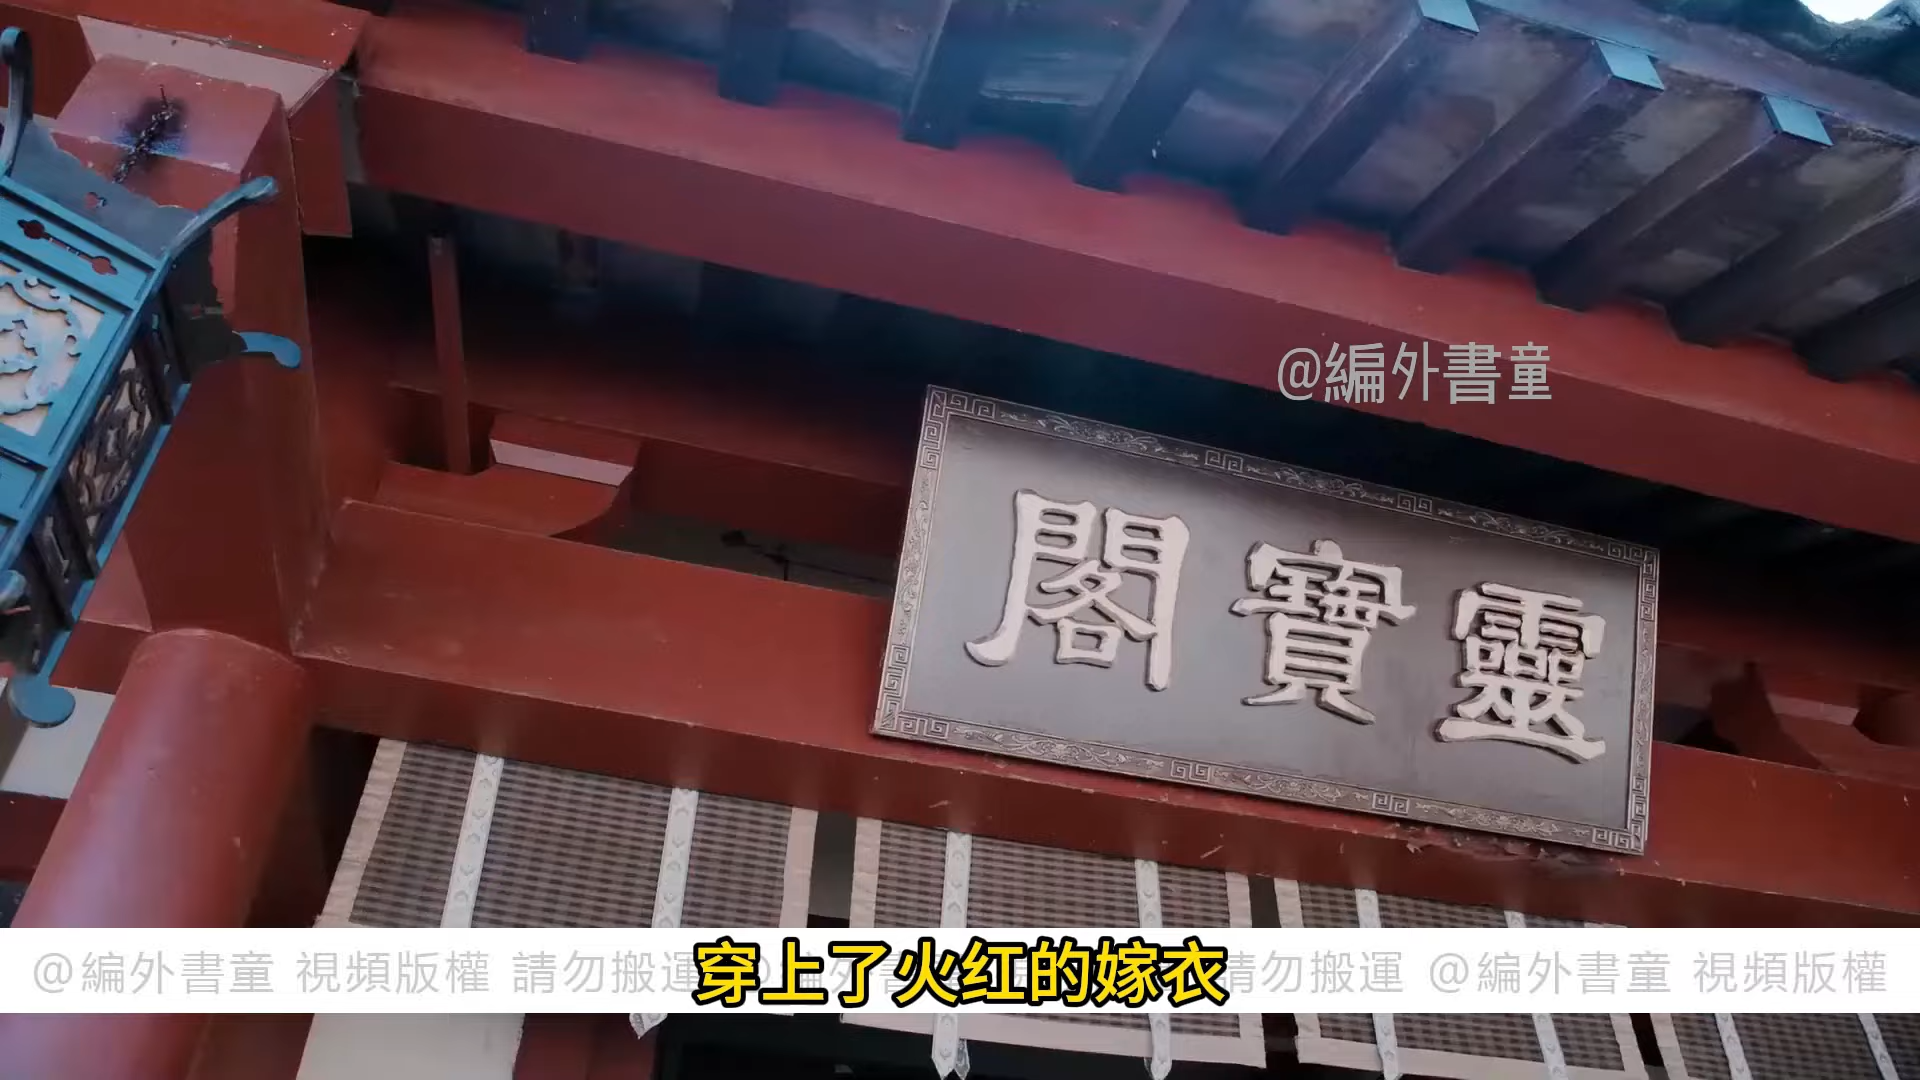 @編外書童
閣寶靈
@編外書童 視頻版權 請勿搬運
穿上了火红的嫁衣
請勿搬運 @編外書童 視頻版權